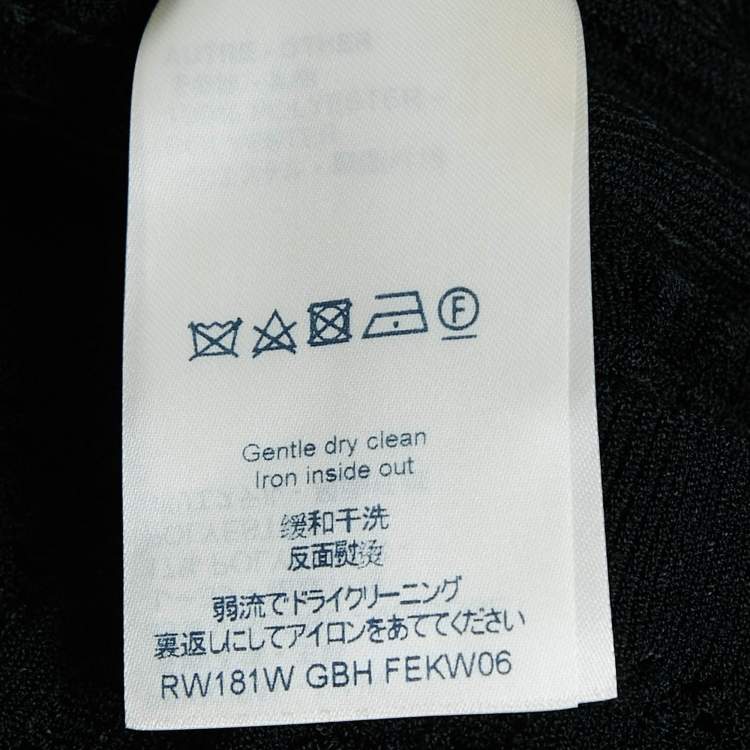 F
Gentle dry clean
Iron inside out
缓和干洗
反面熨烫
弱流でドライクリーニング
裏返しにしてアイロンをあててください
RW181W GBH FEKW06